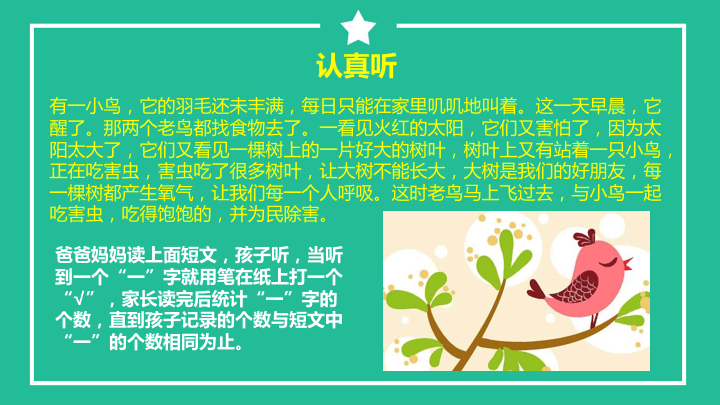 认真听
有一小鸟，它的羽毛还未丰满，每日只能在家里叽叽地叫着。这一天早晨，它
醒了。那两个老鸟都找食物去了。一看见火红的太阳，它们又害怕了，因为太
阳太大了，它们又看见一棵树上的一片好大的树叶，树叶上又有站着一只小鸟，
正在吃害虫，害虫吃了很多树叶，让大树不能长大，大树是我们的好朋友，每
一棵树都产生氧气，让我们每一个人呼吸。这时老鸟马上飞过去，与小鸟一起
吃害虫，吃得饱饱的，并为民除害。
爸爸妈妈读上面短文，孩子听，当听
到一个“一”字就用笔在纸上打一个
“√”，家长读完后统计“一”字的
个数，直到孩子记录的个数与短文中
“一”的个数相同为止。